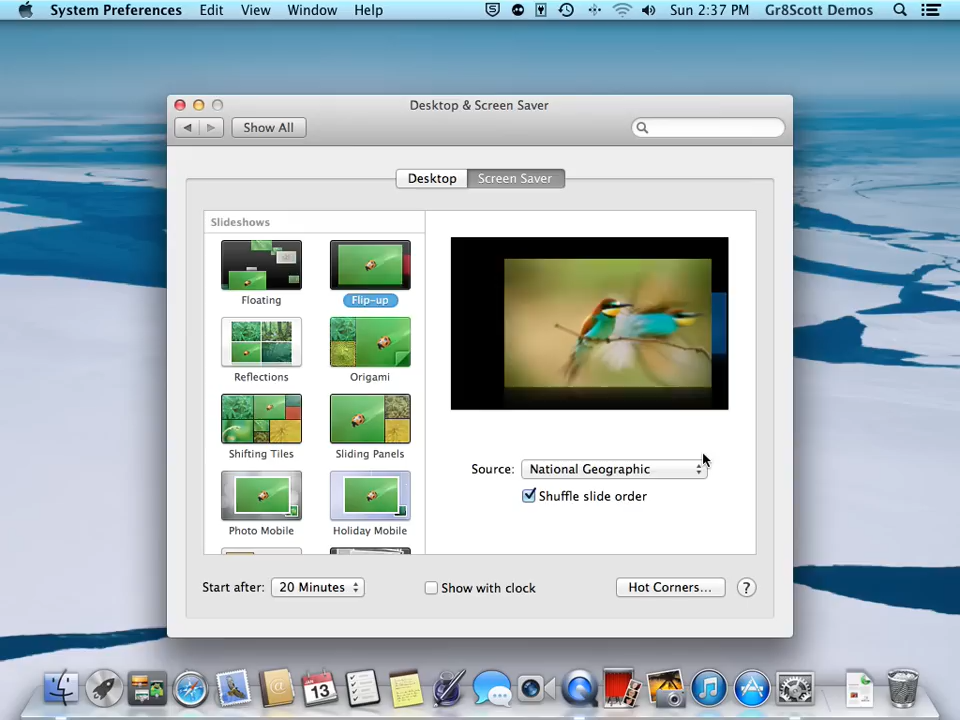 System Preferences Edit View Window Help Sun 2:37 PM Gr8Scott Demos
Desktop & Screen Saver
Show All
Desktop Screen Saver
Slideshows
Floating Flip-up
Reflections Origami
Shifting Tiles Sliding Panels
Photo Mobile Holiday Mobile
Source: National Geographic
Shuffle slide order
Start after: 20 Minutes Show with clock Hot Corners... ?
13